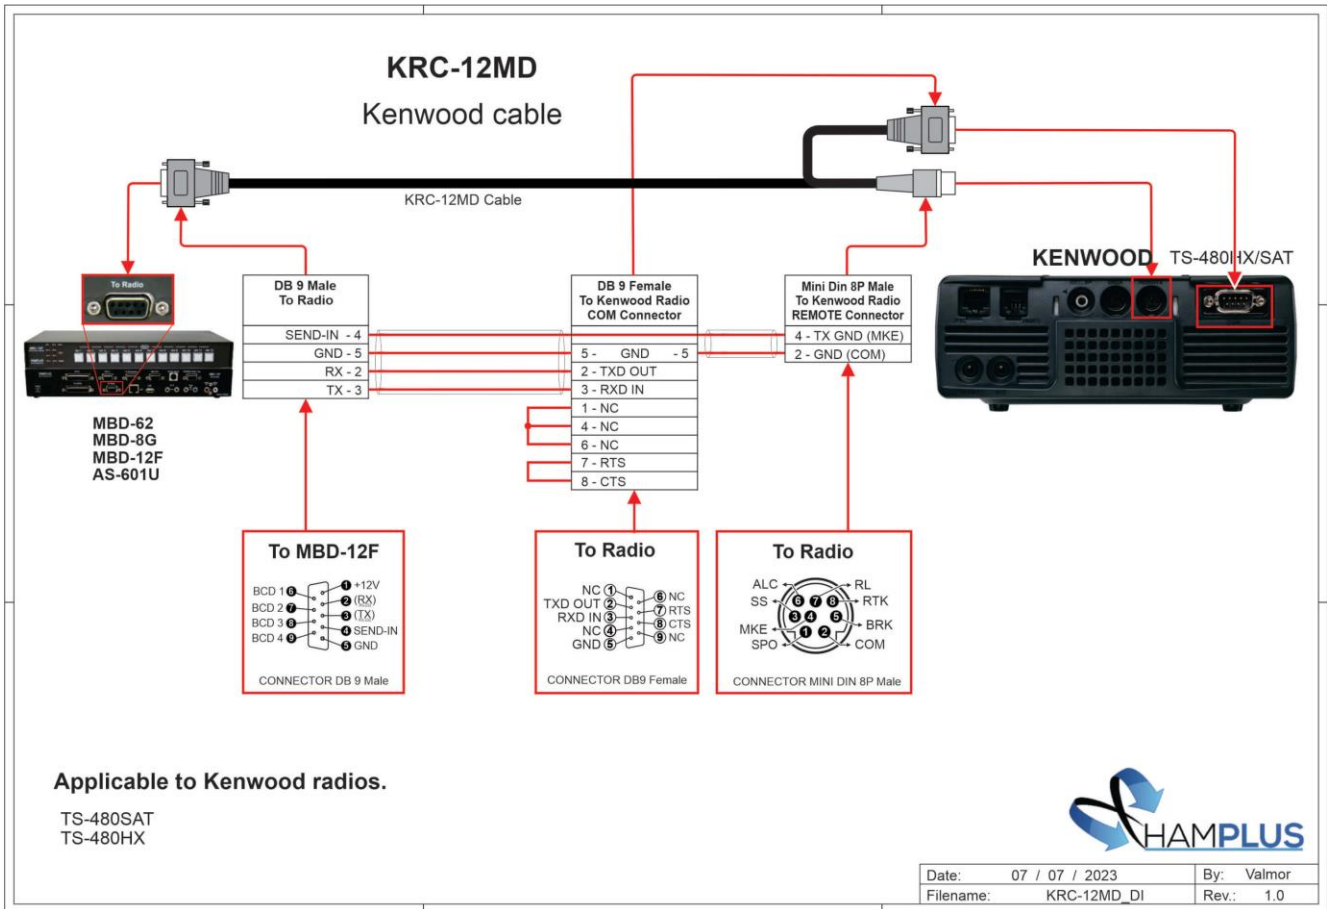 KRC-12MD
Kenwood cable
KRC-12MD Cable
To Radio
MBD-62
MBD-8G
MBD-12F
AS-601U
DB 9 Male
To Radio
SEND-IN - 4
GND - 5
RX - 2
TX - 3
DB 9 Female
To Kenwood Radio
COM Connector
5 - GND - 5
2 - TXD OUT
3 - RXD IN
1 - NC
4 - NC
6 - NC
7 - RTS
8 - CTS
Mini Din 8P Male
To Kenwood Radio
REMOTE Connector
4 - TX GND (MKE)
2 - GND (COM)
KENWOOD TS-480HX/SAT
To MBD-12F
BCD 1 6
BCD 2 7
BCD 3 8
BCD 4 9
1 +12V
2 (RX)
3 (TX)
4 SEND-IN
5 GND
CONNECTOR DB 9 Male
To Radio
NC 1
TXD OUT 2
RXD IN 3
NC 4
GND 5
6 NC
7 RTS
8 CTS
9 NC
CONNECTOR DB9 Female
To Radio
ALC
SS
MKE
SPO
6 7 8
3 4 5
1 2
RL
RTK
BRK
COM
CONNECTOR MINI DIN 8P Male
Applicable to Kenwood radios.
TS-480SAT
TS-480HX
HAMPLUS
Date: 07 / 07 / 2023 By: Valmor
Filename: KRC-12MD_DI Rev.: 1.0